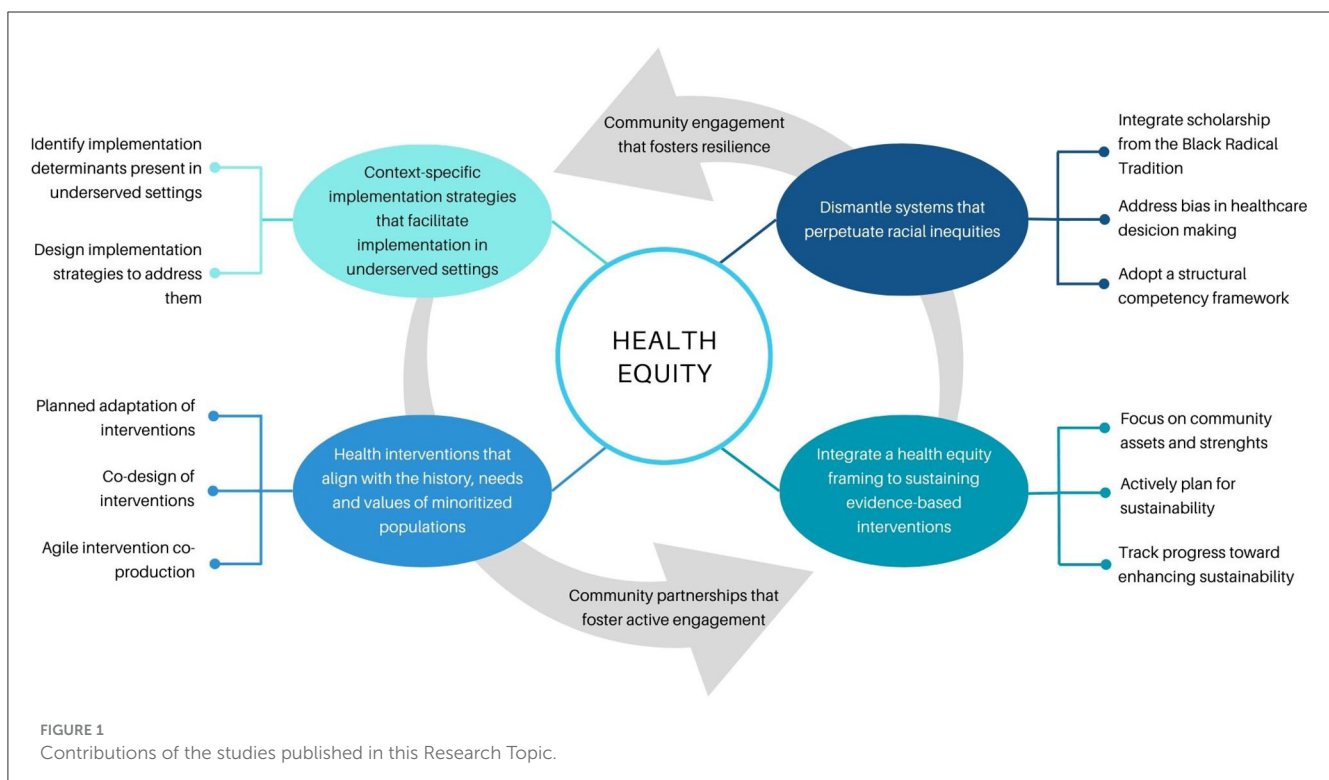 Identify implementation
determinants present in
underserved settings
Design implementation
strategies to address
them
Context-specific
implementation strategies
that facilitate
implementation in
underserved settings
Community engagement
that fosters resilience
Dismantle systems that
perpetuate racial inequities
Integrate scholarship
from the Black Radical
Tradition
Address bias in healthcare
desicion making
Adopt a structural
competency framework
HEALTH
EQUITY
Planned adaptation of
interventions
Co-design of
interventions
Agile intervention co-
production
Health interventions that
align with the history, needs
and values of minoritized
populations
Community partnerships that
foster active engagement
Integrate a health equity
framing to sustaining
evidence-based
interventions
Focus on community
assets and strenghts
Actively plan for
sustainability
Track progress toward
enhancing sustainability
FIGURE 1
Contributions of the studies published in this Research Topic.